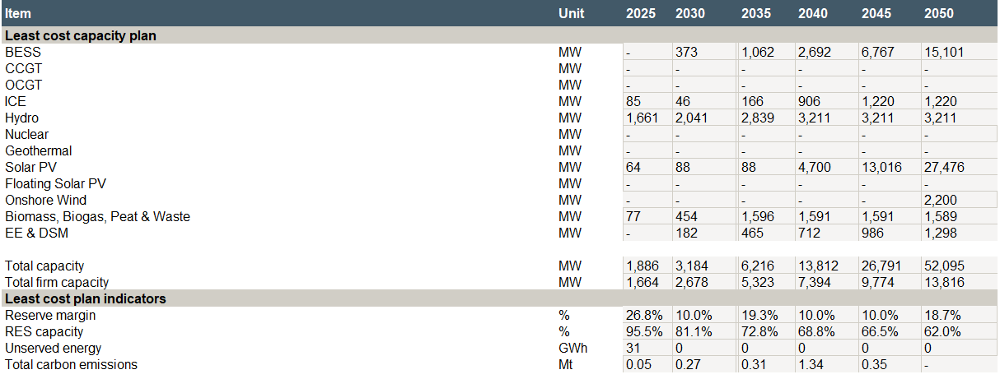 Item Unit 2025 2030 2035 2040 2045 2050
Least cost capacity plan
BESS MW - 373 1,062 2,692 6,767 15,101
CCGT MW - - - - - -
OCGT MW - - - - - -
ICE MW 85 46 166 906 1,220 1,220
Hydro MW 1,661 2,041 2,839 3,211 3,211 3,211
Nuclear MW - - - - - -
Geothermal MW - - - - - -
Solar PV MW 64 88 88 4,700 13,016 27,476
Floating Solar PV MW - - - - - -
Onshore Wind MW - - - - - 2,200
Biomass, Biogas, Peat & Waste MW 77 454 1,596 1,591 1,591 1,589
EE & DSM MW - 182 465 712 986 1,298
Total capacity MW 1,886 3,184 6,216 13,812 26,791 52,095
Total firm capacity MW 1,664 2,678 5,323 7,394 9,774 13,816
Least cost plan indicators
Reserve margin % 26.8% 10.0% 19.3% 10.0% 10.0% 18.7%
RES capacity % 95.5% 81.1% 72.8% 68.8% 66.5% 62.0%
Unserved energy GWh 31 0 0 0 0 0
Total carbon emissions Mt 0.05 0.27 0.31 1.34 0.35 -